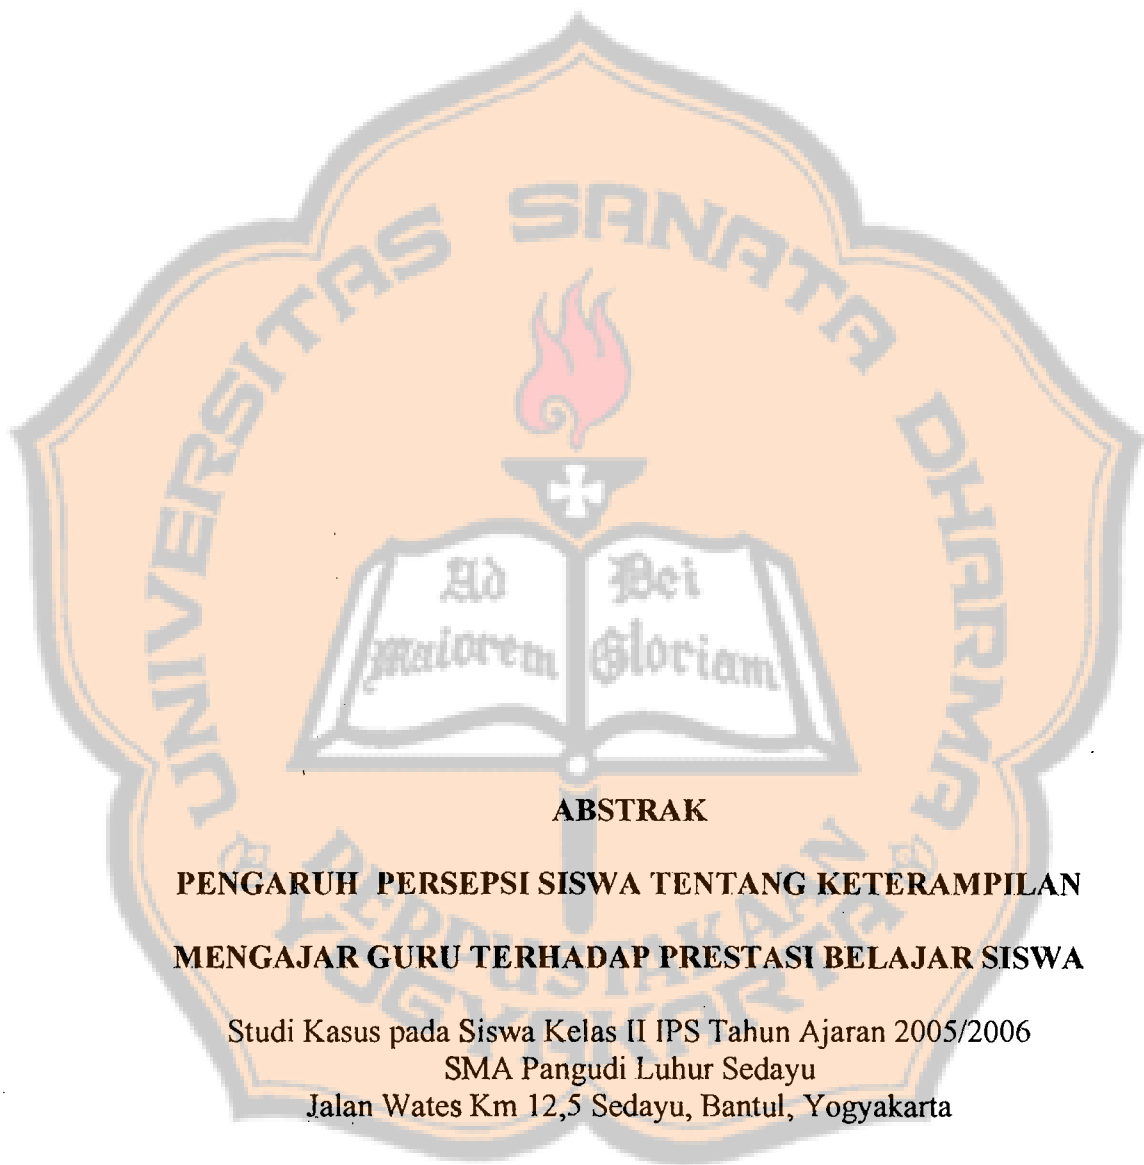 UNIVERSITAS SANATA DHARMA
Ad Dei
Maiorem Gloriam
ABSTRAK
PENGARUH PERSEPSI SISWA TENTANG KETERAMPILAN
PERPUSTAKAAN
MENGAJAR GURU TERHADAP PRESTASI BELAJAR SISWA
YOGYAKARTA
Studi Kasus pada Siswa Kelas II IPS Tahun Ajaran 2005/2006
SMA Pangudi Luhur Sedayu
Jalan Wates Km 12,5 Sedayu, Bantul, Yogyakarta